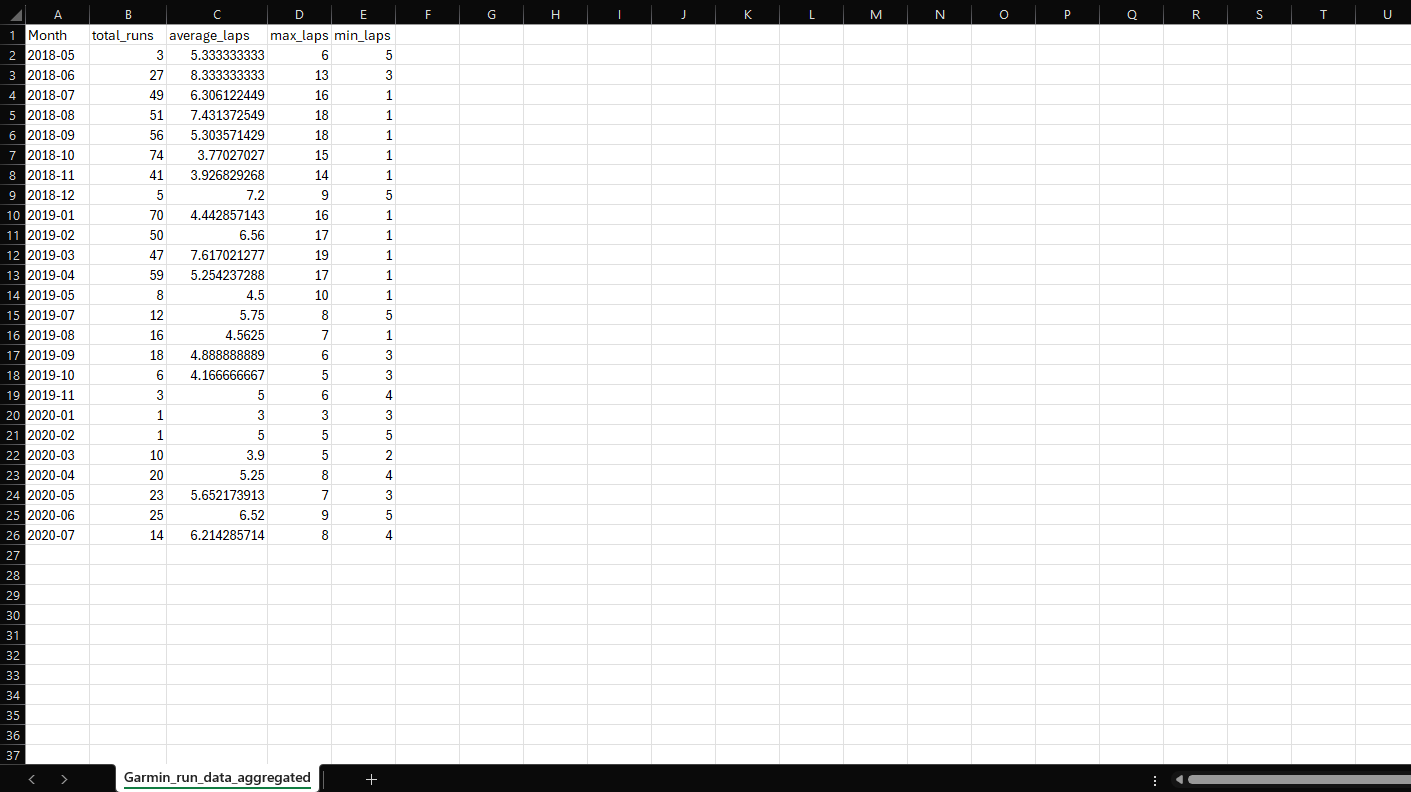 A B C D E F G H I J K L M N O P Q R S T U
1 Month total_runs average_laps max_laps min_laps
2 2018-05 3 5.333333333 6 5
3 2018-06 27 8.333333333 13 3
4 2018-07 49 6.306122449 16 1
5 2018-08 51 7.431372549 18 1
6 2018-09 56 5.303571429 18 1
7 2018-10 74 3.77027027 15 1
8 2018-11 41 3.926829268 14 1
9 2018-12 5 7.2 9 5
10 2019-01 70 4.442857143 16 1
11 2019-02 50 6.56 17 1
12 2019-03 47 7.617021277 19 1
13 2019-04 59 5.254237288 17 1
14 2019-05 8 4.5 10 1
15 2019-07 12 5.75 8 5
16 2019-08 16 4.5625 7 1
17 2019-09 18 4.888888889 6 3
18 2019-10 6 4.166666667 5 3
19 2019-11 3 5 6 4
20 2020-01 1 3 3 3
21 2020-02 1 5 5 5
22 2020-03 10 3.9 5 2
23 2020-04 20 5.25 8 4
24 2020-05 23 5.652173913 7 3
25 2020-06 25 6.52 9 5
26 2020-07 14 6.214285714 8 4
27
28
29
30
31
32
33
34
35
36
37
Garmin_run_data_aggregated